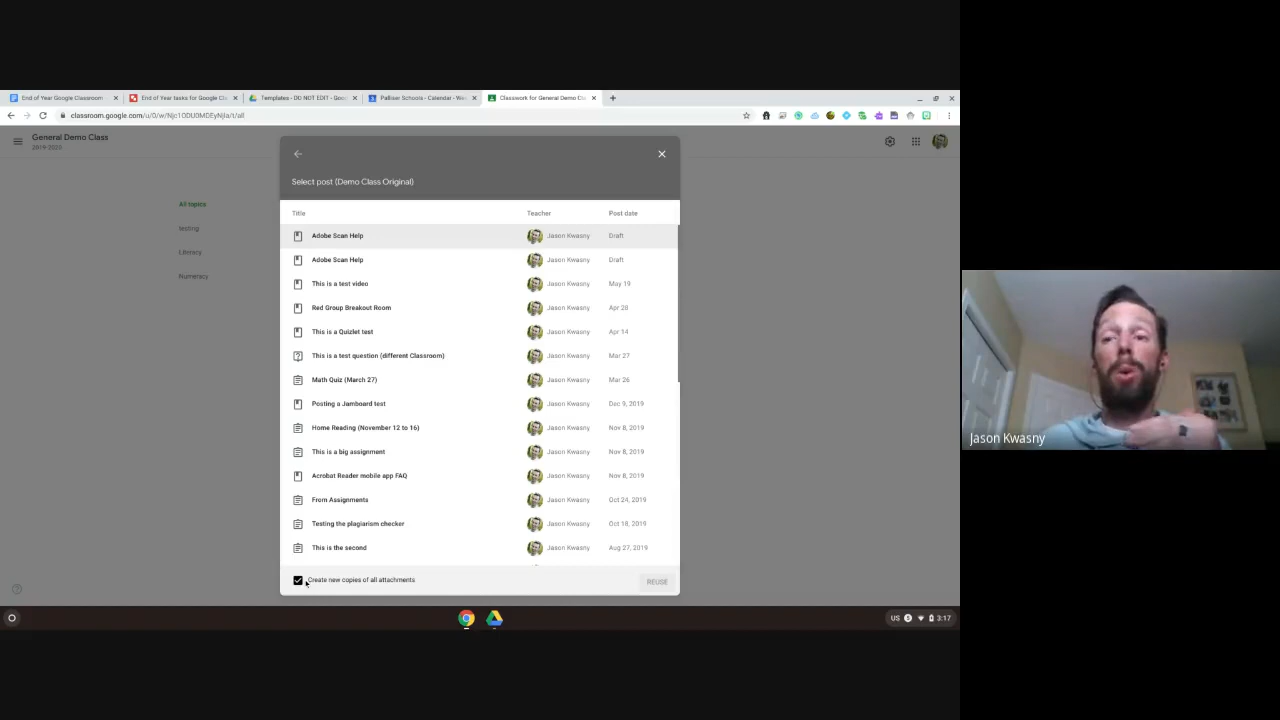 End of Year Google Classroom
End of Year tasks for Google Cl
Templates - DO NOT EDIT - Goo
Palliser Schools - Calendar - We
Classwork for General Demo Cl
General Demo Class
2019-2020
All topics
testing
Literacy
Numeracy
Select post (Demo Class Original)
Title Teacher Post date
Adobe Scan Help Jason Kwasny Draft
Adobe Scan Help Jason Kwasny Draft
This is a test video Jason Kwasny May 19
Red Group Breakout Room Jason Kwasny Apr 28
This is a Quizlet test Jason Kwasny Apr 14
This is a test question (different Classroom) Jason Kwasny Mar 27
Math Quiz (March 27) Jason Kwasny Mar 26
Posting a Jamboard test Jason Kwasny Dec 9, 2019
Home Reading (November 12 to 16) Jason Kwasny Nov 8, 2019
This is a big assignment Jason Kwasny Nov 8, 2019
Acrobat Reader mobile app FAQ Jason Kwasny Nov 8, 2019
From Assignments Jason Kwasny Oct 24, 2019
Testing the plagiarism checker Jason Kwasny Oct 18, 2019
This is the second Jason Kwasny Aug 27, 2019
Create new copies of all attachments
REUSE
US 3:17
Jason Kwasny